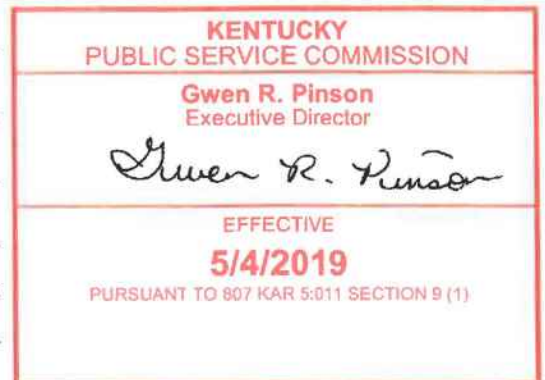 KENTUCKY
PUBLIC SERVICE COMMISSION
Gwen R. Pinson
Executive Director
Gwen R. Pinson
EFFECTIVE
5/4/2019
PURSUANT TO 807 KAR 5:011 SECTION 9 (1)